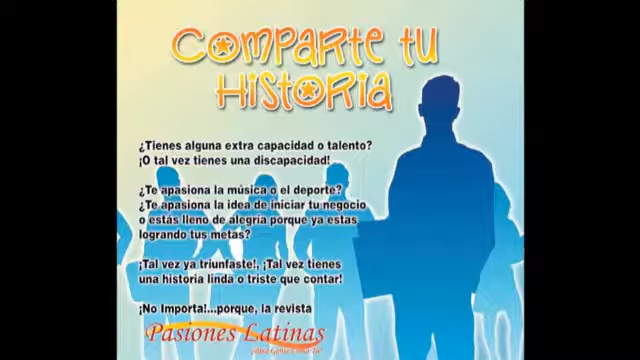 Comparte tu
Historia
¿Tienes alguna extra capacidad o talento?
¡O tal vez tienes una discapacidad!
¿Te apasiona la música o el deporte?
¿Te apasiona la idea de iniciar tu negocio
o estás lleno de alegría porque ya estas
logrando tus metas?
¡Tal vez ya triunfaste!, ¡Tal vez tienes
una historia linda o triste que contar!
¡No Importa!...porque, la revista
Pasiones Latinas